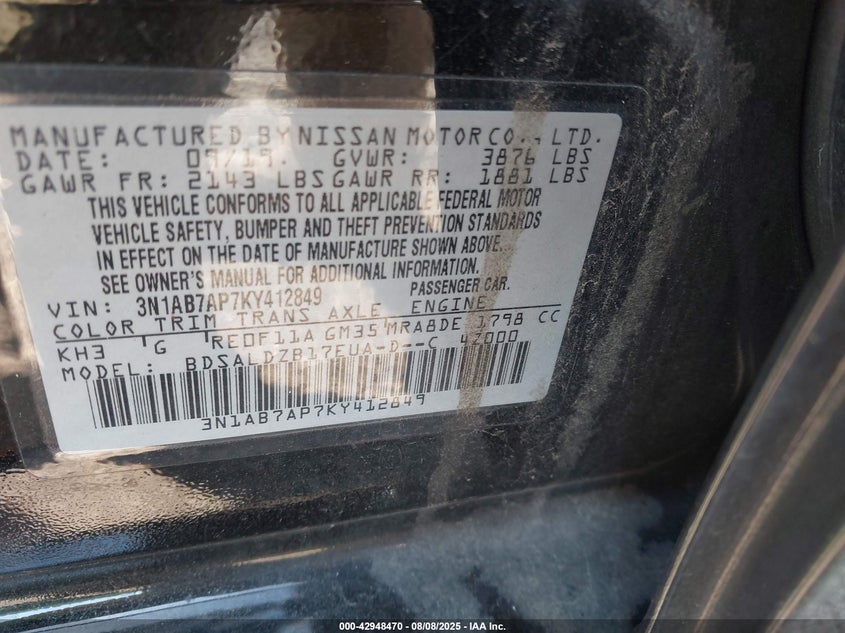 MANUFACTURED BY NISSAN MOTOR CO., LTD.
DATE: 09/19. GVWR: 3876 LBS
GAWR FR: 2143 LBS GAWR RR: 1881 LBS
THIS VEHICLE CONFORMS TO ALL APPLICABLE FEDERAL MOTOR
VEHICLE SAFETY, BUMPER AND THEFT PREVENTION STANDARDS
IN EFFECT ON THE DATE OF MANUFACTURE SHOWN ABOVE.
SEE OWNER'S MANUAL FOR ADDITIONAL INFORMATION.
VIN: 3N1AB7AP7KY412849 PASSENGER CAR.
COLOR TRIM TRANS AXLE ENGINE
KH3 G RE0F11A GM35 MRA8DE 1798 CC
MODEL: BDSALDZB17EUA-D--C 4Z000
3N1AB7AP7KY412849
000-42948470 - 08/08/2025 - IAA Inc.